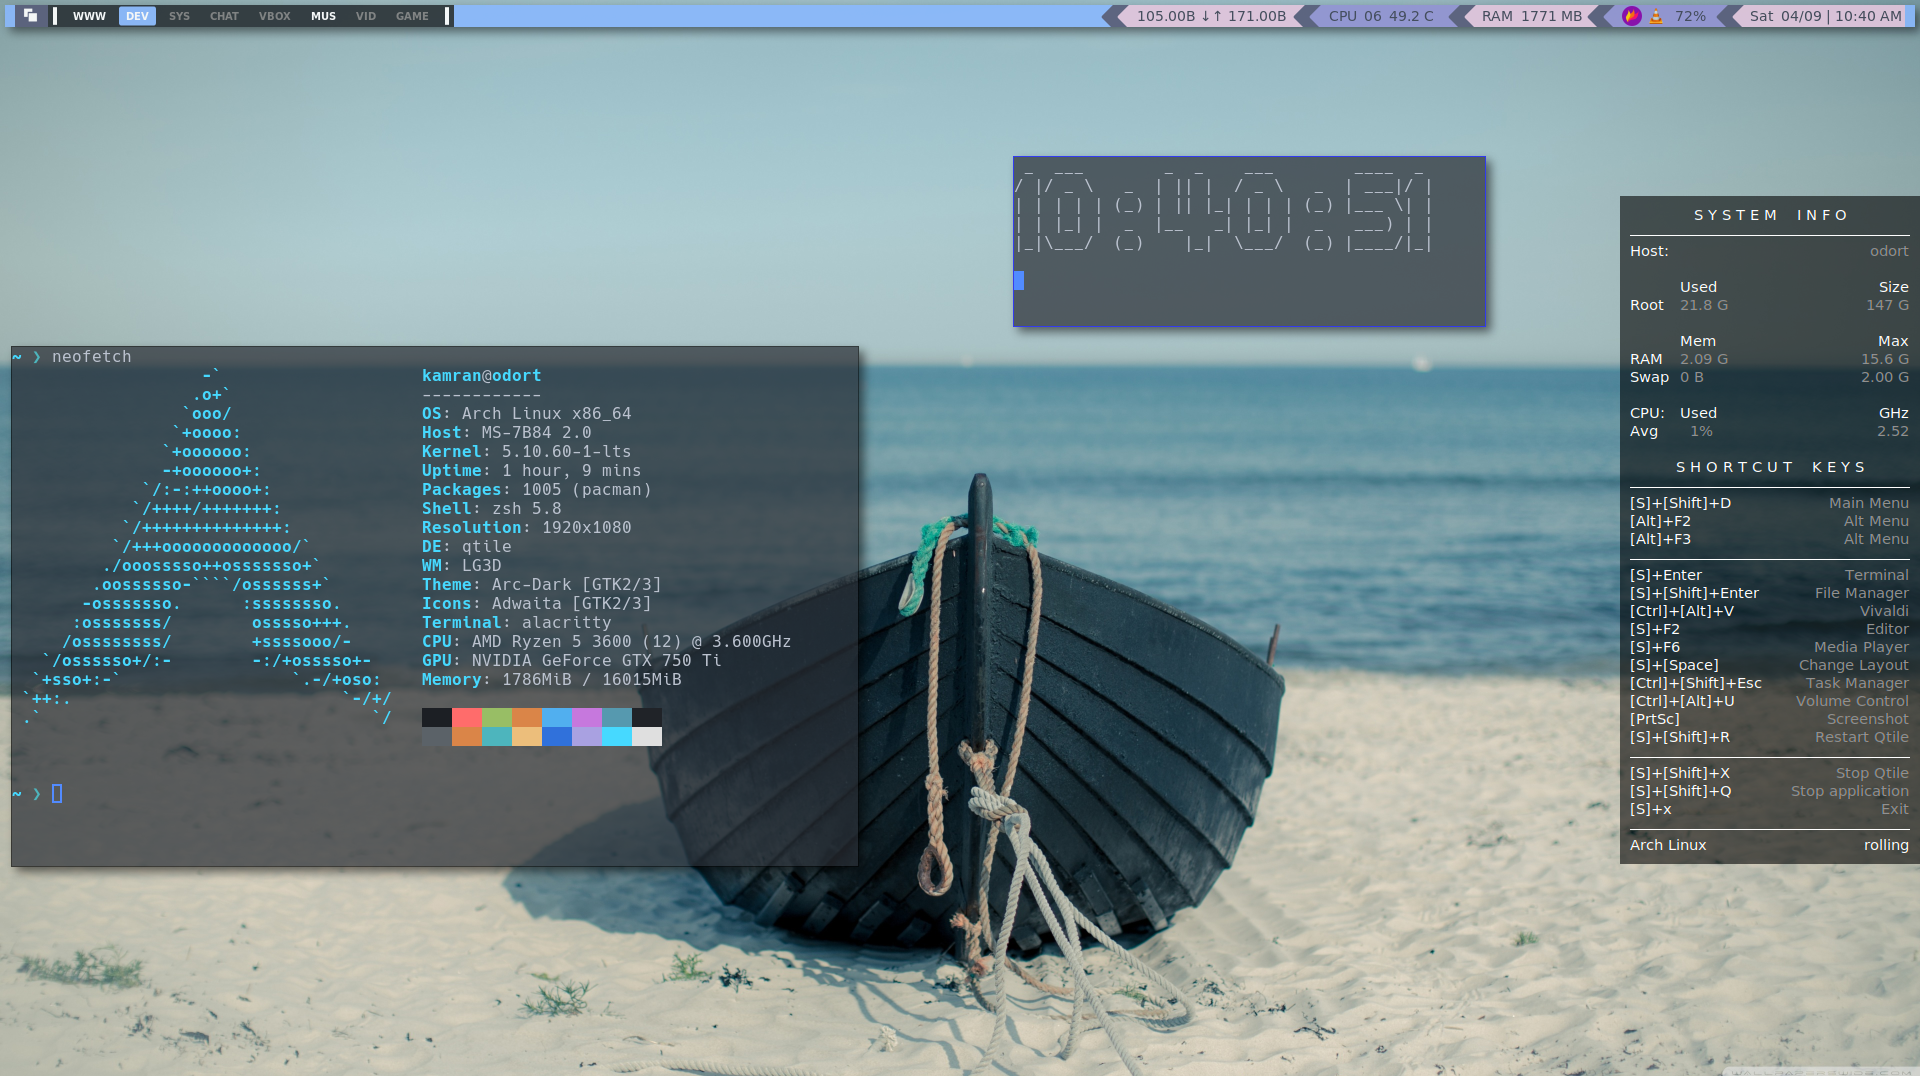 WWW DEV SYS CHAT VBOX MUS VID GAME 105.00B ↓↑ 171.00B CPU 06 49.2 C RAM 1771 MB 72% Sat 04/09 | 10:40 AM
10:40:51
~ ❯ neofetch
kamran@odort
------------
OS: Arch Linux x86_64
Host: MS-7B84 2.0
Kernel: 5.10.60-1-lts
Uptime: 1 hour, 9 mins
Packages: 1005 (pacman)
Shell: zsh 5.8
Resolution: 1920x1080
DE: qtile
WM: LG3D
Theme: Arc-Dark [GTK2/3]
Icons: Adwaita [GTK2/3]
Terminal: alacritty
CPU: AMD Ryzen 5 3600 (12) @ 3.600GHz
GPU: NVIDIA GeForce GTX 750 Ti
Memory: 1786MiB / 16015MiB
~ ❯
SYSTEM INFO
Host: odort
Used Size
Root 21.8 G 147 G
Mem Max
RAM 2.09 G 15.6 G
Swap 0 B 2.00 G
CPU: Used GHz
Avg 1% 2.52
SHORTCUT KEYS
[S]+[Shift]+D Main Menu
[Alt]+F2 Alt Menu
[Alt]+F3 Alt Menu
[S]+Enter Terminal
[S]+[Shift]+Enter File Manager
[Ctrl]+[Alt]+V Vivaldi
[S]+F2 Editor
[S]+F6 Media Player
[S]+[Space] Change Layout
[Ctrl]+[Shift]+Esc Task Manager
[Ctrl]+[Alt]+U Volume Control
[PrtSc] Screenshot
[S]+[Shift]+R Restart Qtile
[S]+[Shift]+X Stop Qtile
[S]+[Shift]+Q Stop application
[S]+x Exit
Arch Linux rolling